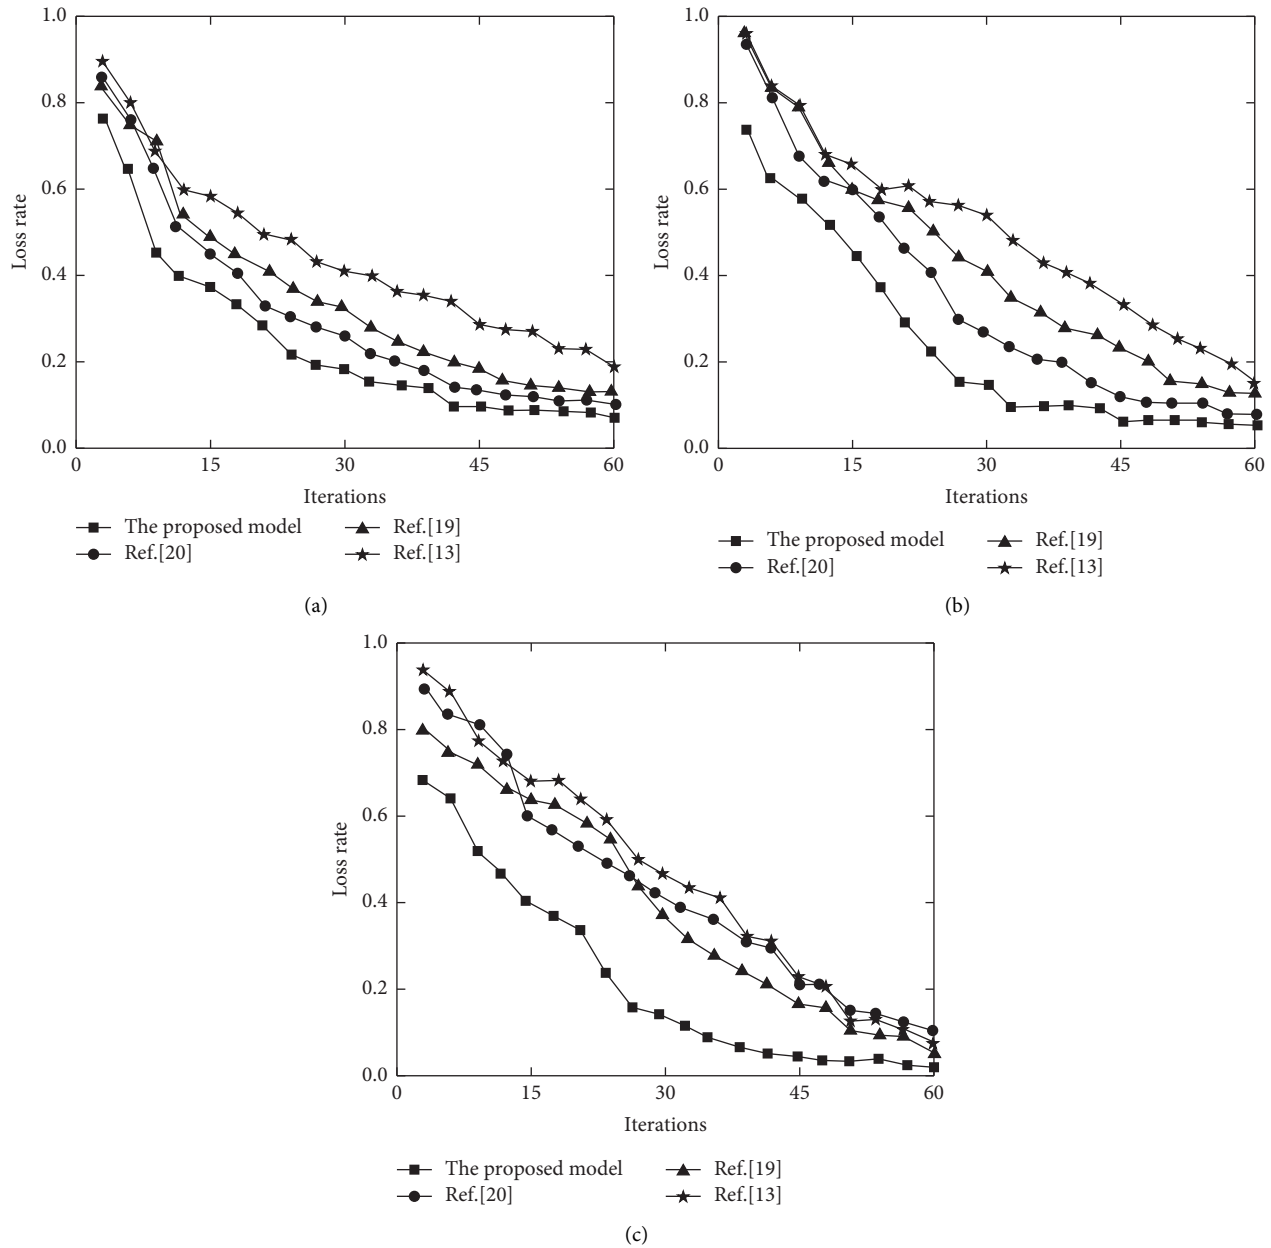 1.0
0.8
0.6
0.4
0.2
0.0
Loss rate
0 15 30 45 60
Iterations
The proposed model Ref.[19]
Ref.[20] Ref.[13]
(a)
1.0
0.8
0.6
0.4
0.2
0.0
Loss rate
0 15 30 45 60
Iterations
The proposed model Ref.[19]
Ref.[20] Ref.[13]
(b)
1.0
0.8
0.6
0.4
0.2
0.0
Loss rate
0 15 30 45 60
Iterations
The proposed model Ref.[19]
Ref.[20] Ref.[13]
(c)